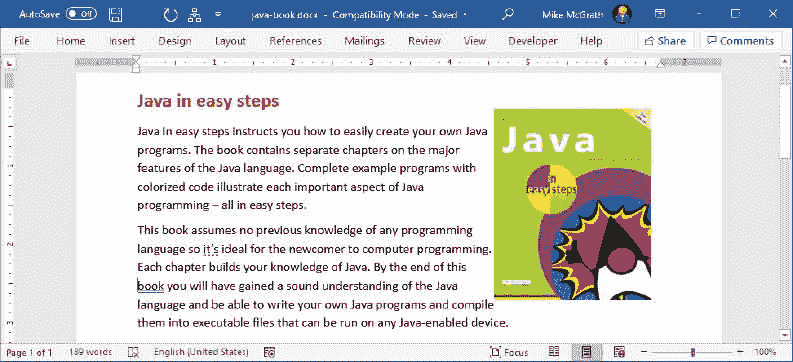 AutoSave Off java-book.docx - Compatibility Mode - Saved Mike McGrath
File Home Insert Design Layout References Mailings Review View Developer Help Share Comments
1 2 3 4 5 6 7
Java in easy steps
Java in easy steps instructs you how to easily create your own Java
programs. The book contains separate chapters on the major
features of the Java language. Complete example programs with
colorized code illustrate each important aspect of Java
programming – all in easy steps.
This book assumes no previous knowledge of any programming
language so it's ideal for the newcomer to computer programming.
Each chapter builds your knowledge of Java. By the end of this
book you will have gained a sound understanding of the Java
language and be able to write your own Java programs and compile
them into executable files that can be run on any Java-enabled device.
Java
in
easy steps
Page 1 of 1 189 words English (United States) Focus 100%